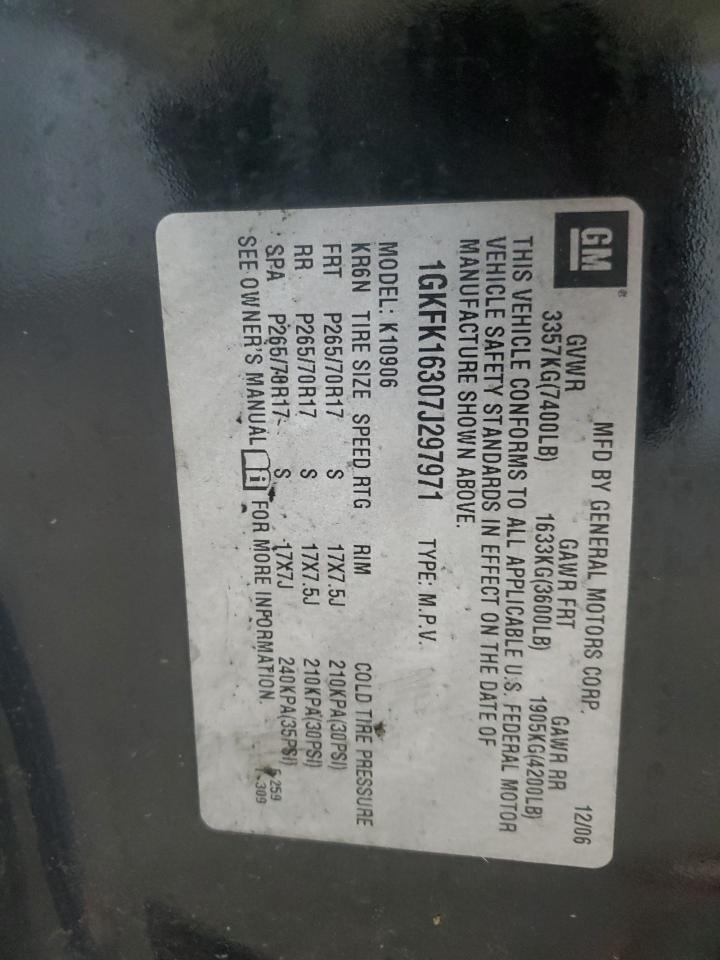 GM®
MFD BY GENERAL MOTORS CORP. 12/06
GVWR GAWR FRT GAWR RR
3357KG(7400LB) 1633KG(3600LB) 1905KG(4200LB)
THIS VEHICLE CONFORMS TO ALL APPLICABLE U.S. FEDERAL MOTOR
VEHICLE SAFETY STANDARDS IN EFFECT ON THE DATE OF
MANUFACTURE SHOWN ABOVE.
1GKFK16307J297971 TYPE: M.P.V.
MODEL: K10906
KR6N TIRE SIZE SPEED RTG RIM COLD TIRE PRESSURE
FRT P265/70R17 S 17X7.5J 210KPA(30PSI)
RR P265/70R17 S 17X7.5J 210KPA(30PSI)
SPA P265/70R17 S 17X7J 240KPA(35PSI)
SEE OWNER'S MANUAL i FOR MORE INFORMATION.
259
309